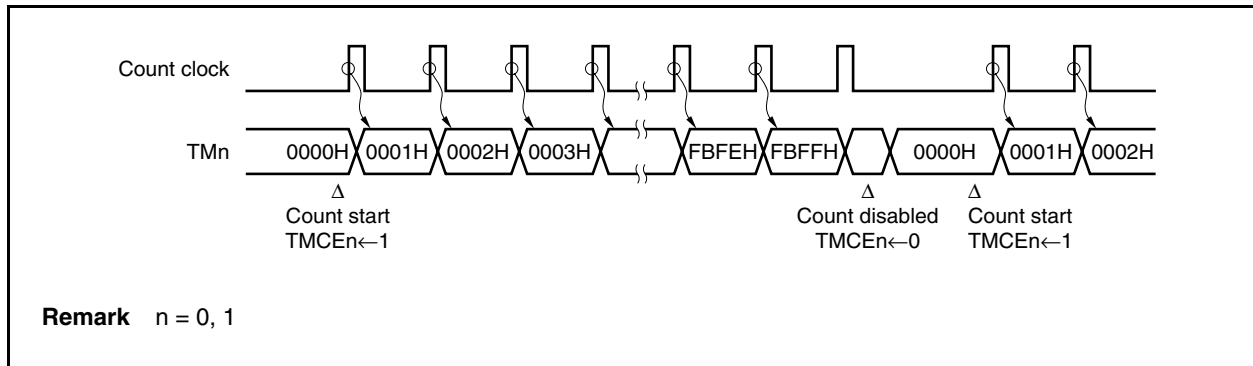 Count clock
TMn 0000H 0001H 0002H 0003H FBFEH FBFFH 0000H 0001H 0002H
Δ Δ Δ
Count start Count disabled Count start
TMCEn←1 TMCEn←0 TMCEn←1
Remark n = 0, 1